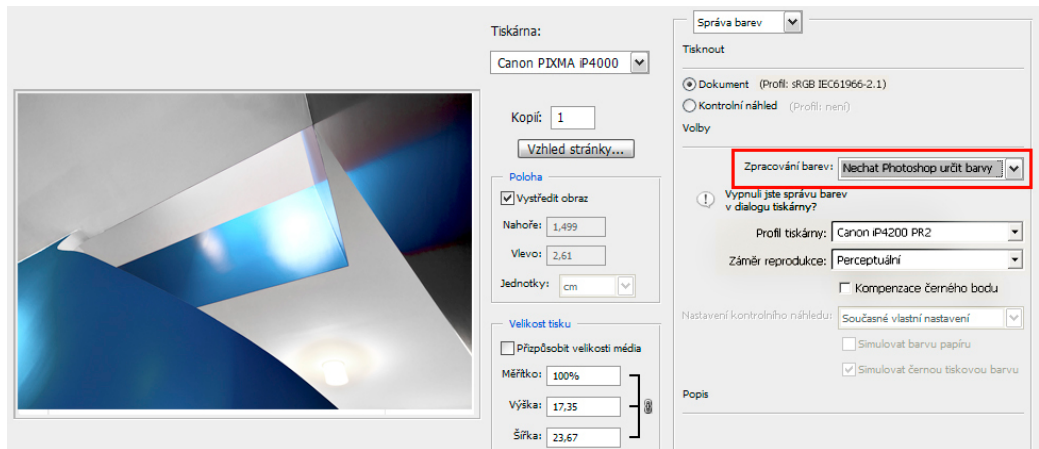 Tiskárna:
Canon PIXMA iP4000
Kopií: 1
Vzhled stránky...
Poloha
Vystředit obraz
Nahoře: 1,499
Vlevo: 2,61
Jednotky: cm
Velikost tisku
Přizpůsobit velikosti média
Měřítko: 100%
Výška: 17,35
Šířka: 23,67
Správa barev
Tisknout
Dokument (Profil: sRGB IEC61966-2.1)
Kontrolní náhled (Profil: není)
Volby
Zpracování barev: Nechat Photoshop určit barvy
Vypnuli jste správu barev
v dialogu tiskárny?
Profil tiskárny: Canon iP4200 PR2
Záměr reprodukce: Perceptuální
Kompenzace černého bodu
Nastavení kontrolního náhledu: Současné vlastní nastavení
Simulovat barvu papíru
Simulovat černou tiskovou barvu
Popis